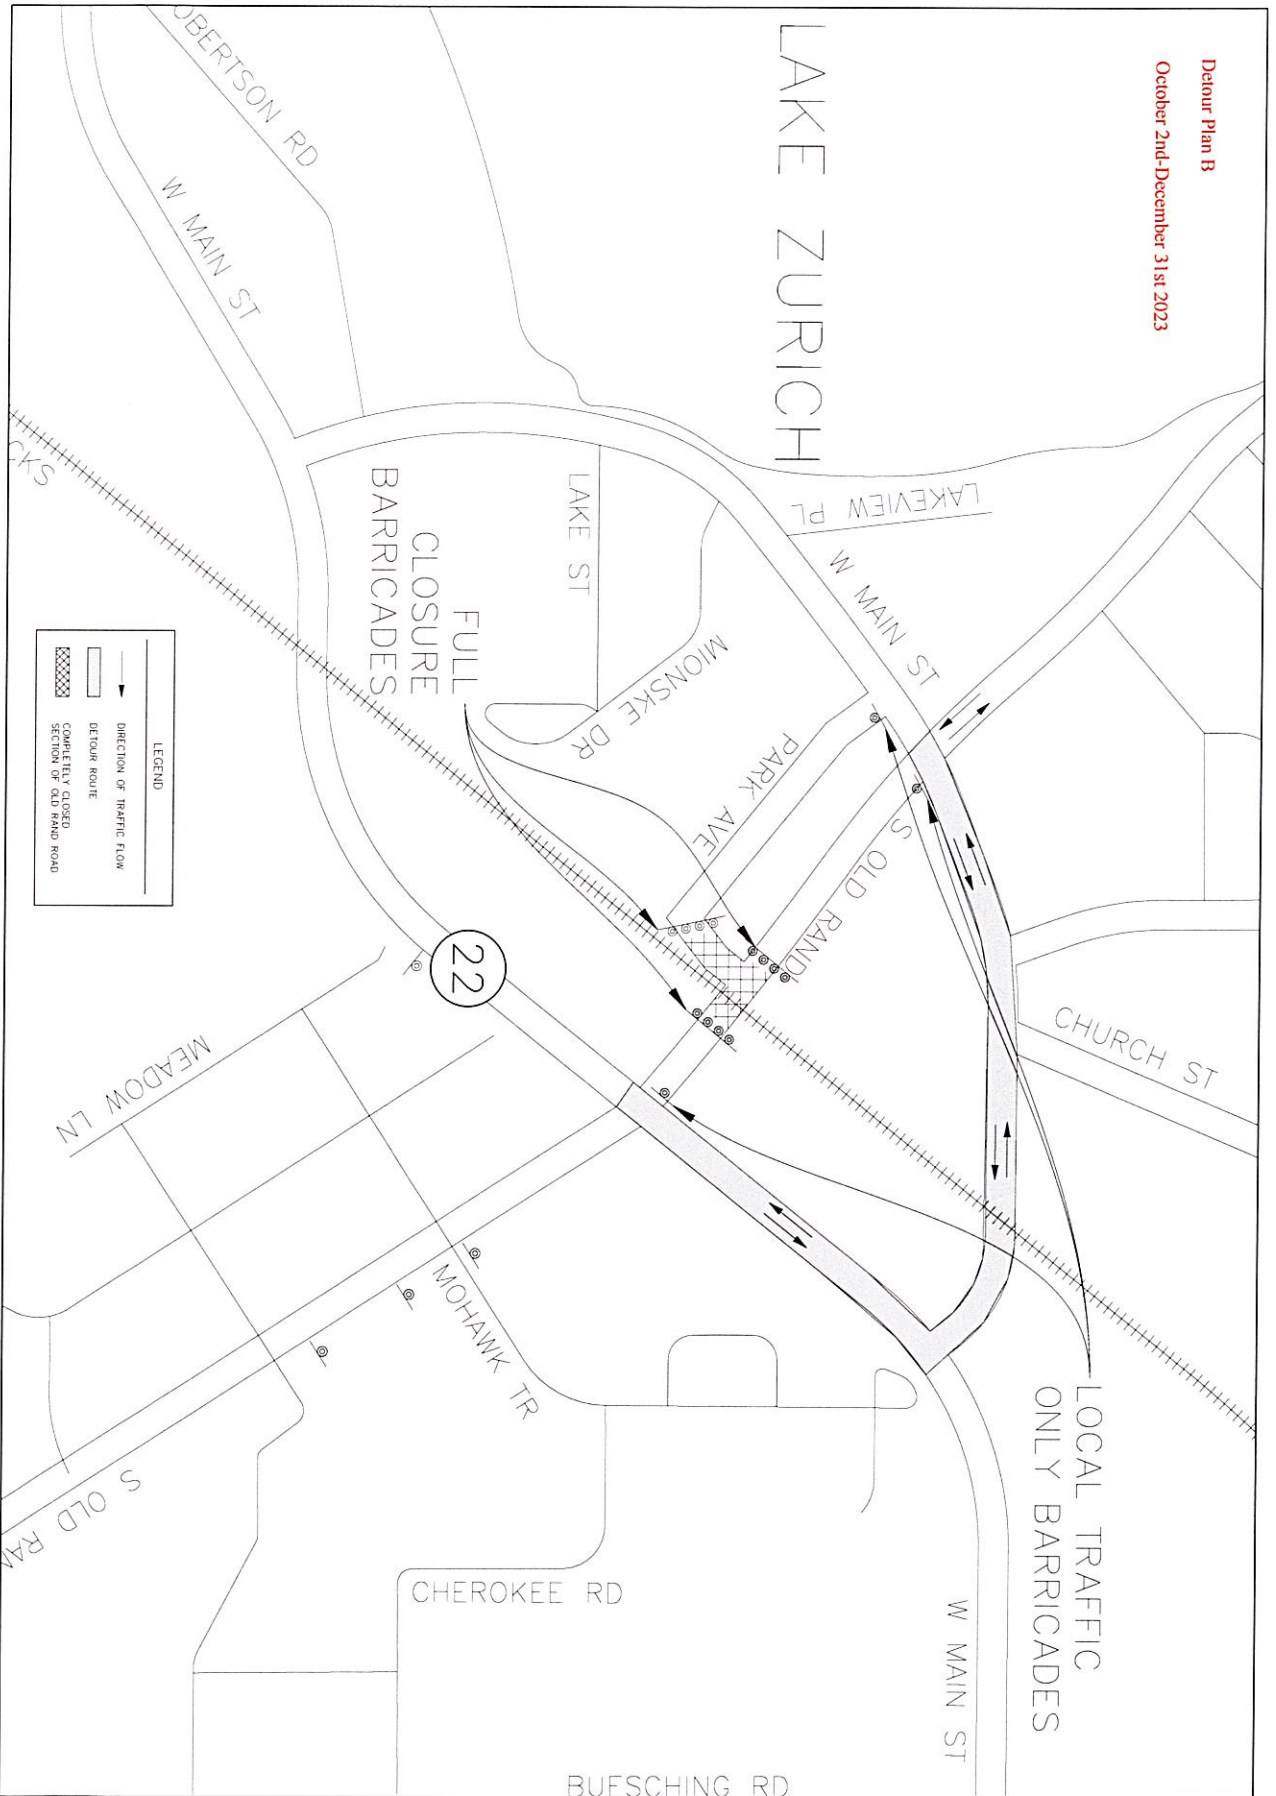 Detour Plan B
October 2nd-December 31st 2023
LAKE ZURICH
OBERTSON RD
W MAIN ST
CKS
LAKEVIEW PL
LAKE ST
W MAIN ST
FULL
CLOSURE
BARRICADES
MIONSKE DR
PARK AVE
S OLD RAND
CHURCH ST
22
MEADOW LN
MOHAWK TR
LOCAL TRAFFIC
ONLY BARRICADES
S OLD RAN
CHEROKEE RD
W MAIN ST
BUESCHING RD
LEGEND
DIRECTION OF TRAFFIC FLOW
DETOUR ROUTE
COMPLETELY CLOSED
SECTION OF OLD RAND ROAD